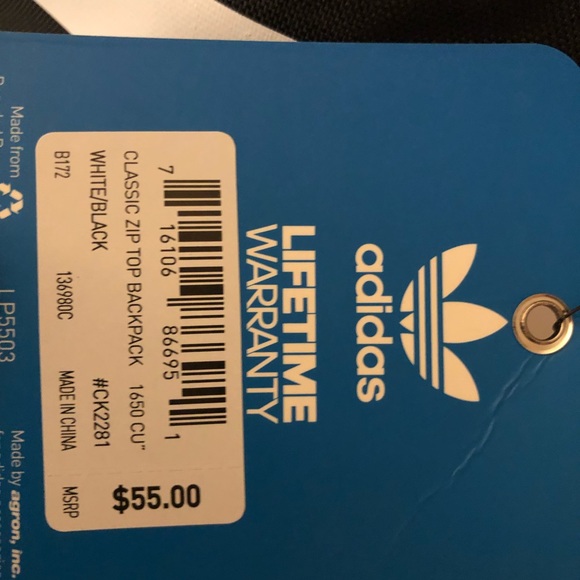 adidas
LIFETIME
WARRANTY
7 16106 86695 1
CLASSIC ZIP TOP BACKPACK 1650 CU"
WHITE/BLACK #CK2281
B172 136980C MADE IN CHINA
$55.00
MSRP
Made from
LP5503
Made by agron, inc.